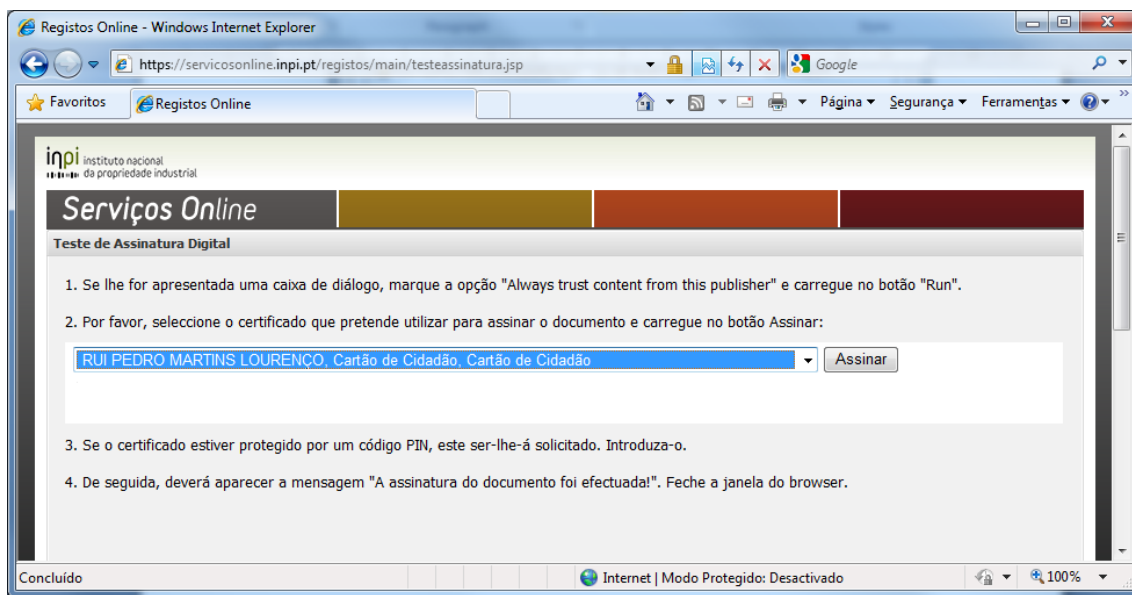 Registos Online - Windows Internet Explorer
https://servicosonline.inpi.pt/registos/main/testeassinatura.jsp
Google
Favoritos
Registos Online
Página
Segurança
Ferramentas
inpi instituto nacional
da propriedade industrial
Serviços Online
Teste de Assinatura Digital
1. Se lhe for apresentada uma caixa de diálogo, marque a opção "Always trust content from this publisher" e carregue no botão "Run".
2. Por favor, seleccione o certificado que pretende utilizar para assinar o documento e carregue no botão Assinar:
RUI PEDRO MARTINS LOURENÇO, Cartão de Cidadão, Cartão de Cidadão
Assinar
3. Se o certificado estiver protegido por um código PIN, este ser-lhe-á solicitado. Introduza-o.
4. De seguida, deverá aparecer a mensagem "A assinatura do documento foi efectuada!". Feche a janela do browser.
Concluído
Internet | Modo Protegido: Desactivado
100%